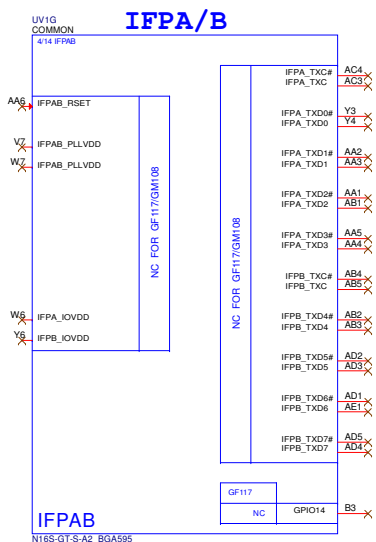 IFPA/B
UV1G
COMMON
4/14 IFPAB
AA6 IFPAB_RSET
V7 IFPAB_PLLVDD
W7 IFPAB_PLLVDD
W6 IFPA_IOVDD
Y6 IFPB_IOVDD
NC FOR GF117/GM108
NC FOR GF117/GM108
IFPA_TXC# AC4
IFPA_TXC AC3
IFPA_TXD0# Y3
IFPA_TXD0 Y4
IFPA_TXD1# AA2
IFPA_TXD1 AA3
IFPA_TXD2# AA1
IFPA_TXD2 AB1
IFPA_TXD3# AA5
IFPA_TXD3 AA4
IFPB_TXC# AB4
IFPB_TXC AB5
IFPB_TXD4# AB2
IFPB_TXD4 AB3
IFPB_TXD5# AD2
IFPB_TXD5 AD3
IFPB_TXD6# AD1
IFPB_TXD6 AE1
IFPB_TXD7# AD5
IFPB_TXD7 AD4
GF117
NC GPIO14 B3
IFPAB
N16S-GT-S-A2 BGA595